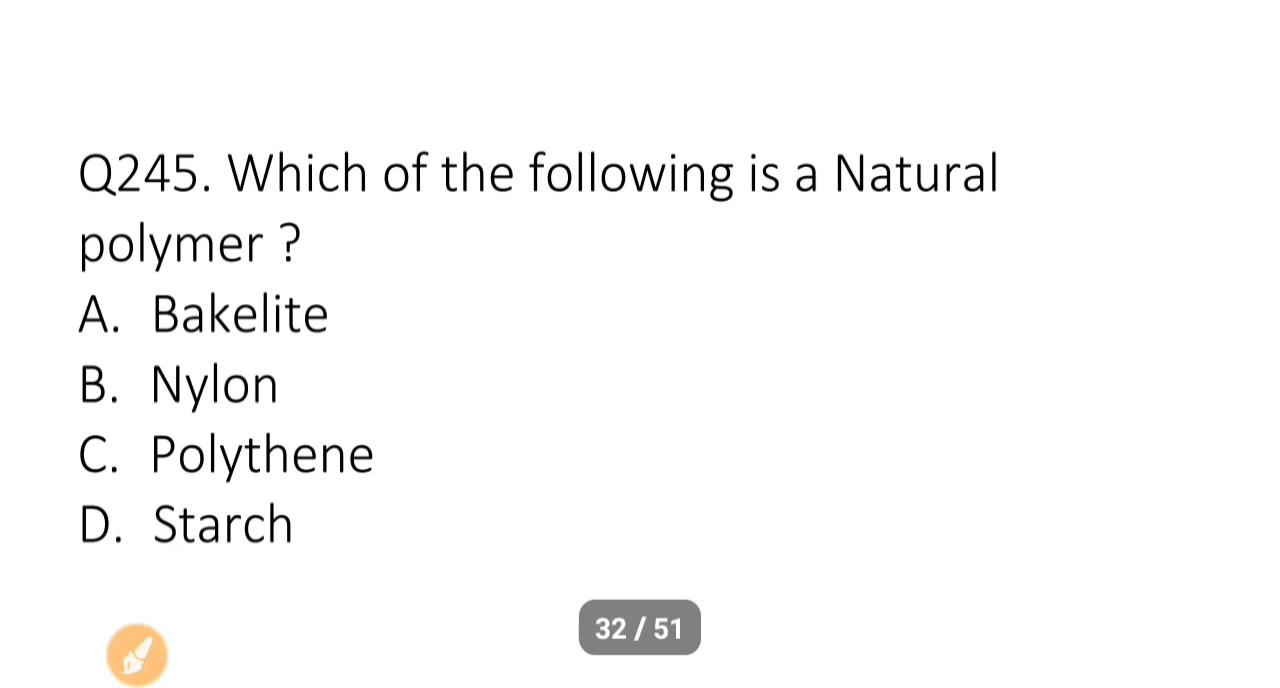 Q245. Which of the following is a Natural
polymer ?
A. Bakelite
B. Nylon
C. Polythene
D. Starch
32 / 51